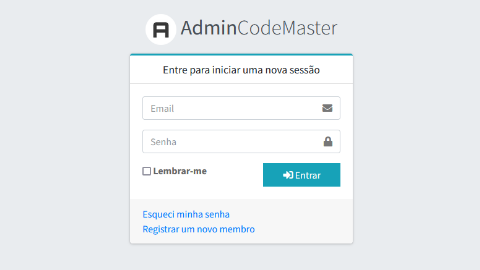 AdminCodeMaster
Entre para iniciar uma nova sessão
Email
Senha
Lembrar-me
Entrar
Esqueci minha senha
Registrar um novo membro